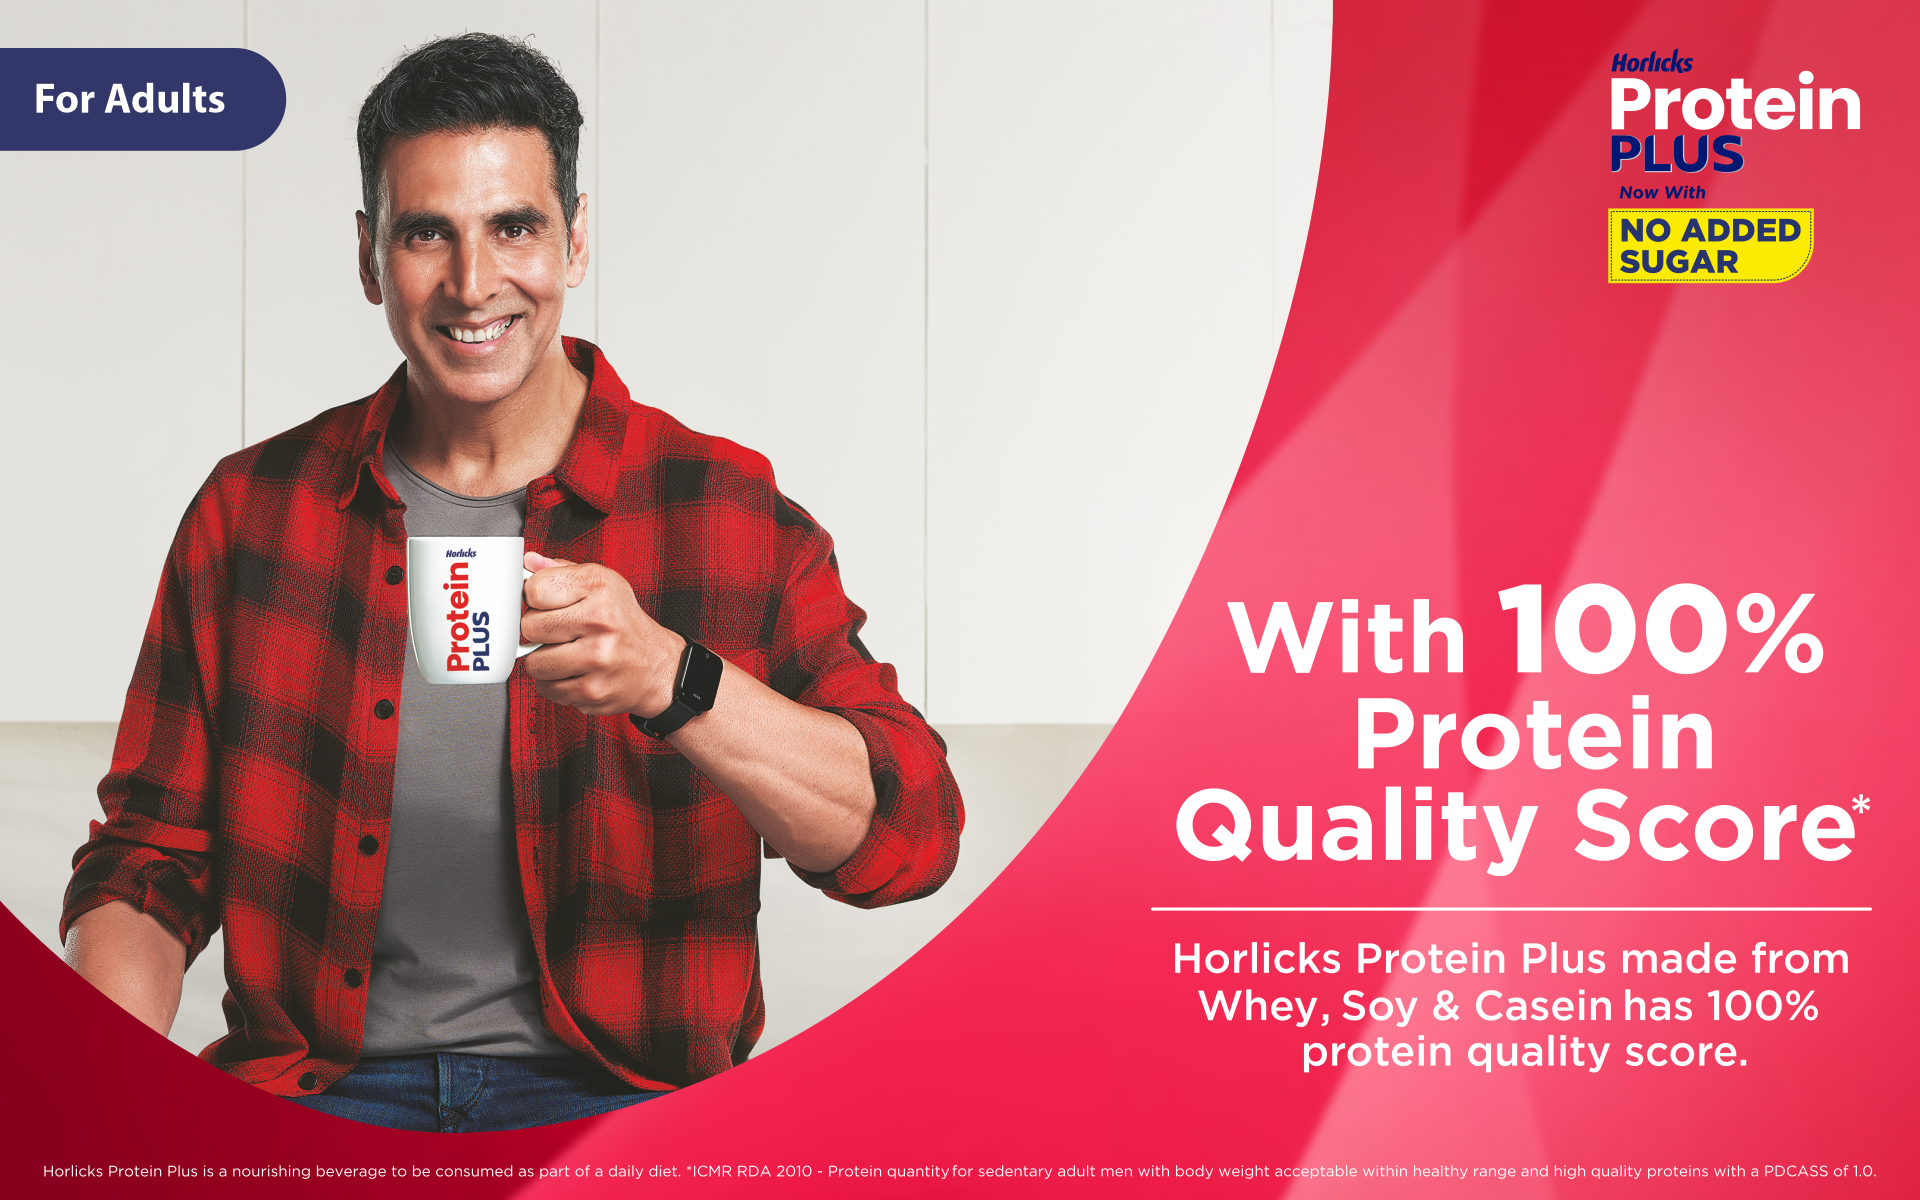 For Adults
Horlicks
Protein
PLUS
Now With
NO ADDED
SUGAR
Horlicks
Protein
PLUS
With 100%
Protein
Quality Score*
Horlicks Protein Plus made from
Whey, Soy & Casein has 100%
protein quality score.
Horlicks Protein Plus is a nourishing beverage to be consumed as part of a daily diet. *ICMR RDA 2010 - Protein quantity for sedentary adult men with body weight acceptable within healthy range and high quality proteins with a PDCASS of 1.0.